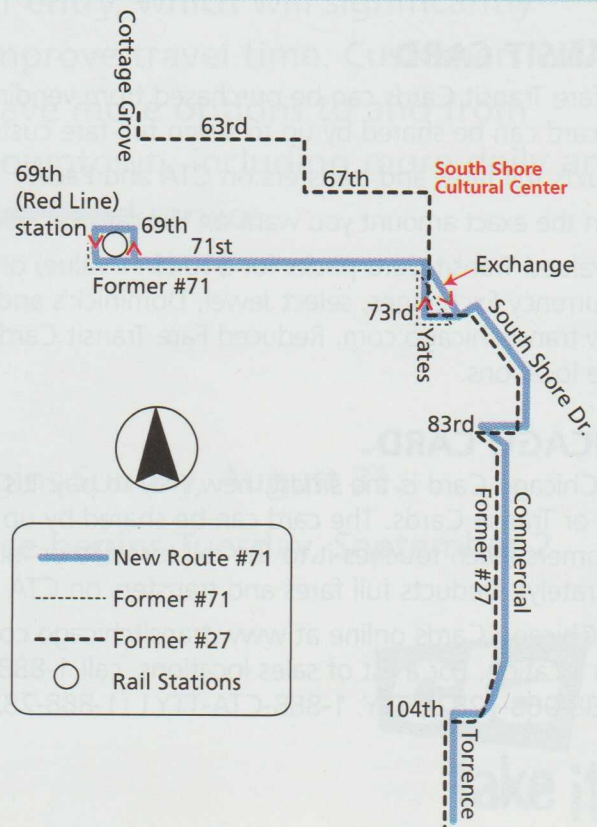 Cottage Grove
63rd
67th
South Shore
Cultural Center
69th
(Red Line)
station
69th
71st
Exchange
Former #71
73rd
Yates
South Shore Dr.
83rd
Commercial
Former #27
New Route #71
Former #71
Former #27
Rail Stations
104th
Torrence